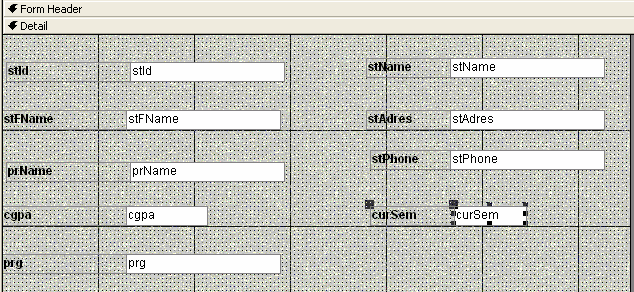 Form Header
Detail
stId stId stName stName
stFName stFName stAdres stAdres
stPhone stPhone
prName prName
cgpa cgpa curSem curSem
prg prg